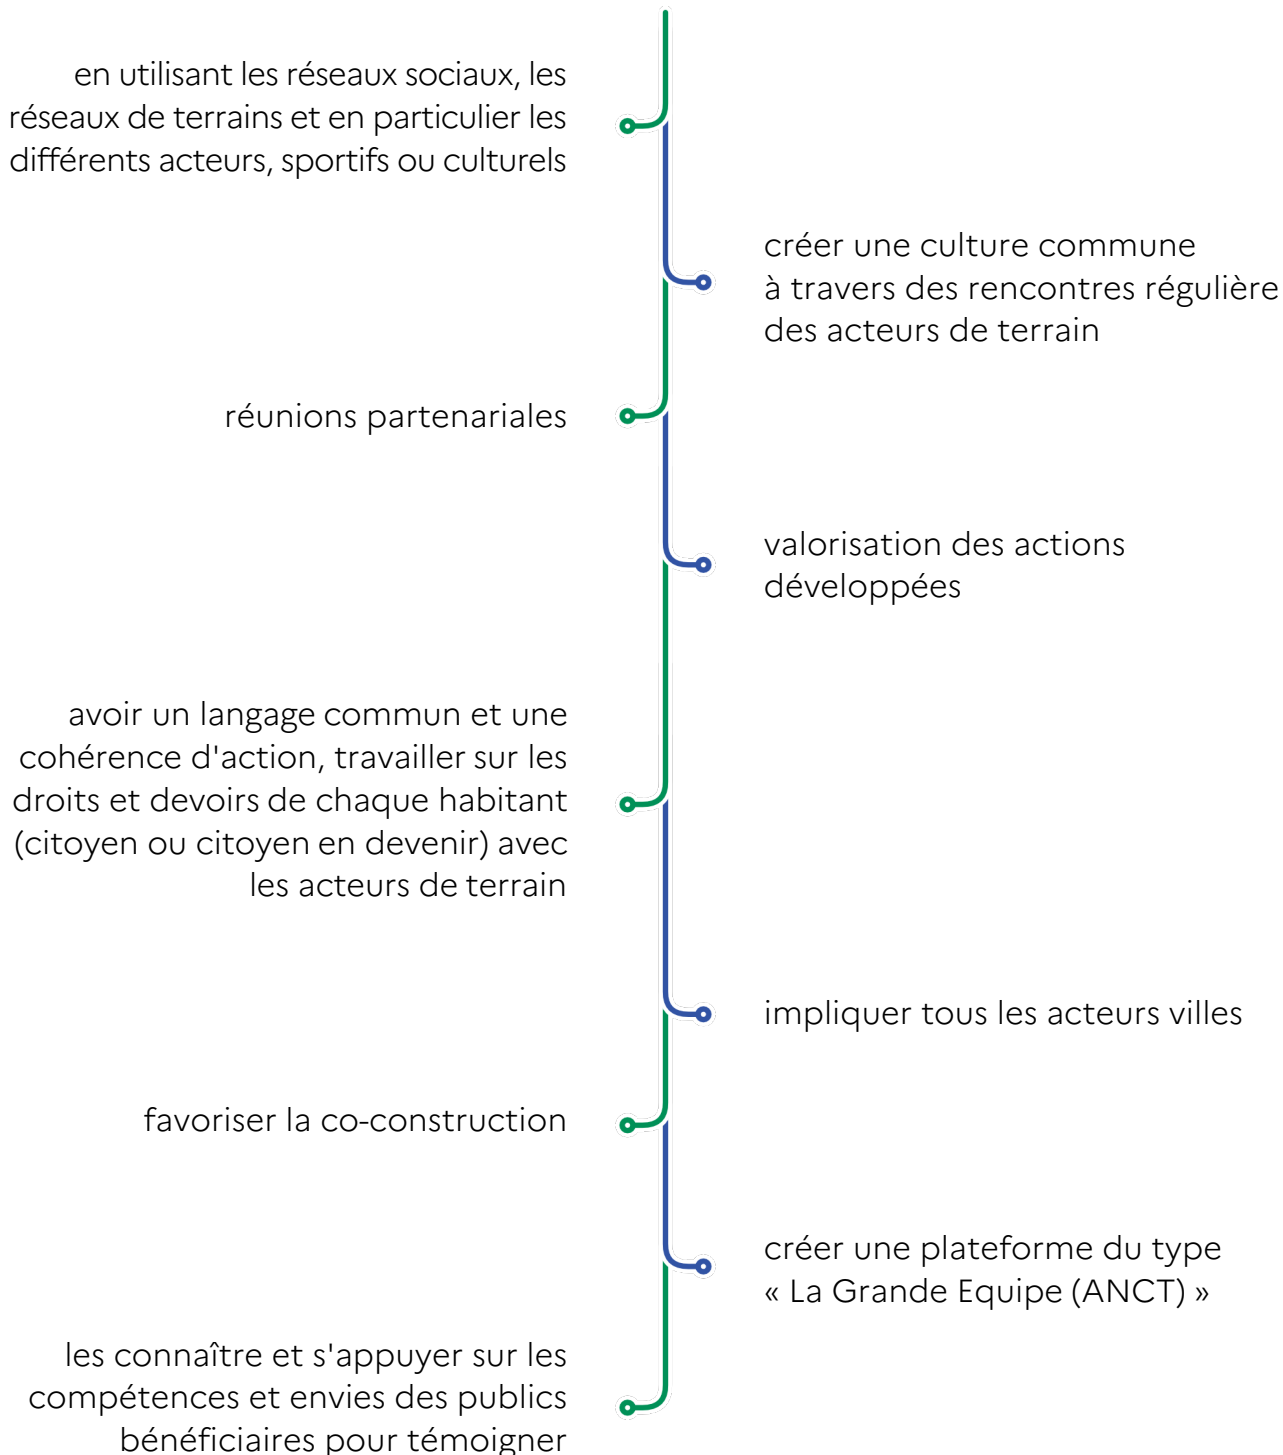 en utilisant les réseaux sociaux, les
réseaux de terrains et en particulier les
différents acteurs, sportifs ou culturels
créer une culture commune
à travers des rencontres régulière
des acteurs de terrain
réunions partenariales
valorisation des actions
développées
avoir un langage commun et une
cohérence d'action, travailler sur les
droits et devoirs de chaque habitant
(citoyen ou citoyen en devenir) avec
les acteurs de terrain
impliquer tous les acteurs villes
favoriser la co-construction
créer une plateforme du type
« La Grande Equipe (ANCT) »
les connaître et s'appuyer sur les
compétences et envies des publics
bénéficiaires pour témoigner